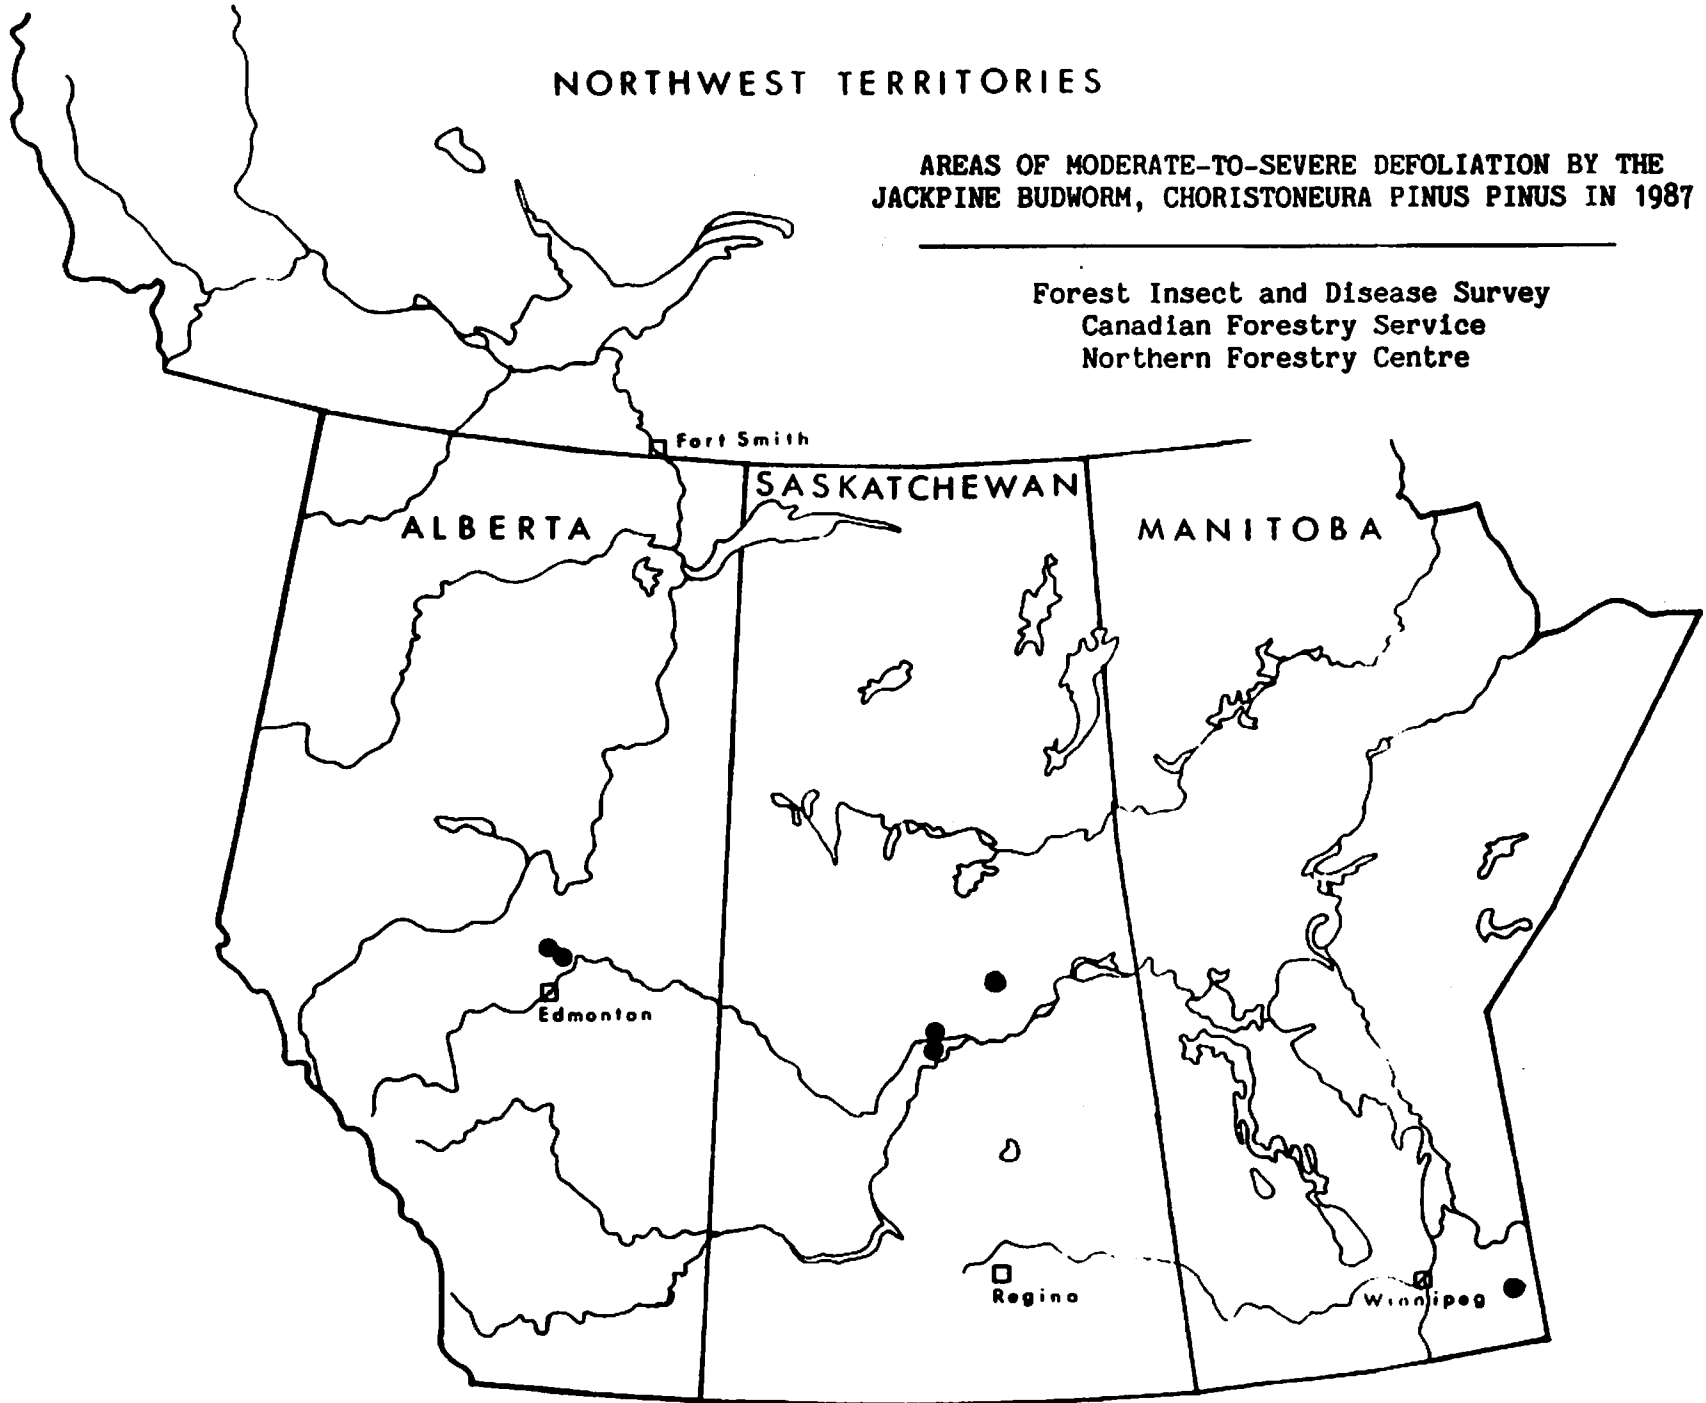 NORTHWEST TERRITORIES
AREAS OF MODERATE-TO-SEVERE DEFOLIATION BY THE
JACKPINE BUDWORM, CHORISTONEURA PINUS PINUS IN 1987
Forest Insect and Disease Survey
Canadian Forestry Service
Northern Forestry Centre
Fort Smith
SASKATCHEWAN
ALBERTA
MANITOBA
Edmonton
Regina
Winnipeg